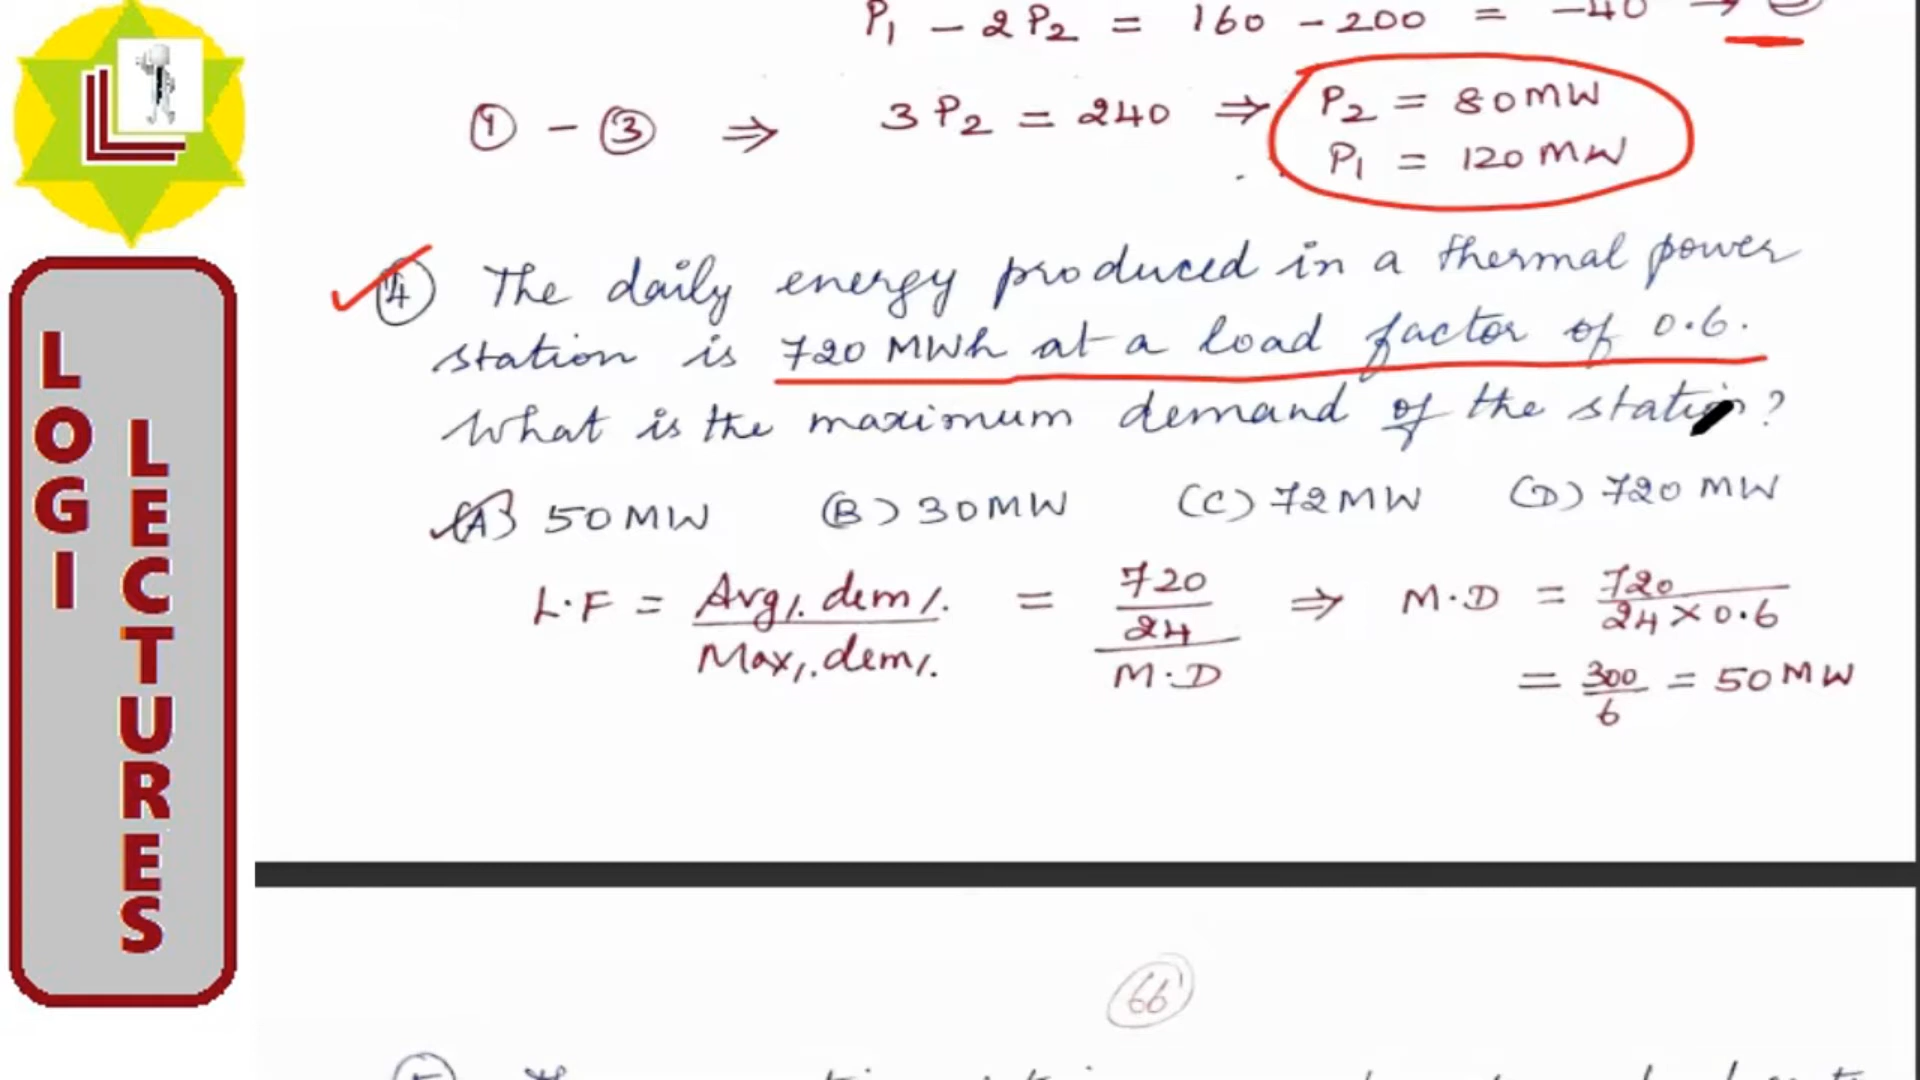 P₁ - 2P₂ = 160 - 200 = -40 ⇒
① - ③ ⇒ 3P₂ = 240 ⇒ P₂ = 80MW
P₁ = 120MW
④ The daily energy produced in a thermal power
station is 720 MWh at a load factor of 0.6.
What is the maximum demand of the station?
(A) 50MW (B) 30MW (C) 72MW (D) 720 MW
L.F = Avg/. dem/. / Max/. dem/. = 720/24 / M.D ⇒ M.D = 720 / 24 × 0.6
= 300/6 = 50MW
66
LOGI
LECTURES